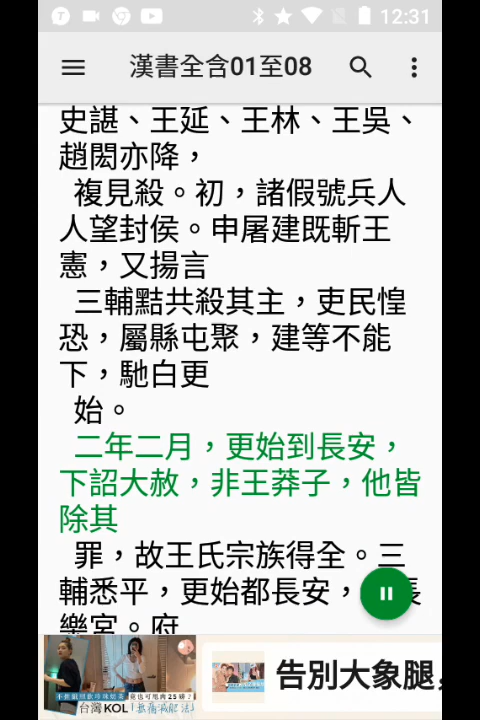 12:31
漢書全含01至08
史諶、王延、王林、王吳、
趙閎亦降，
複見殺。初，諸假號兵人
人望封侯。申屠建既斬王
憲，又揚言
三輔黠共殺其主，吏民惶
恐，屬縣屯聚，建等不能
下，馳白更
始。
二年二月，更始到長安，
下詔大赦，非王莽子，他皆
除其
罪，故王氏宗族得全。三
輔悉平，更始都長安，
樂宮。府
台灣KOL
告別大象腿